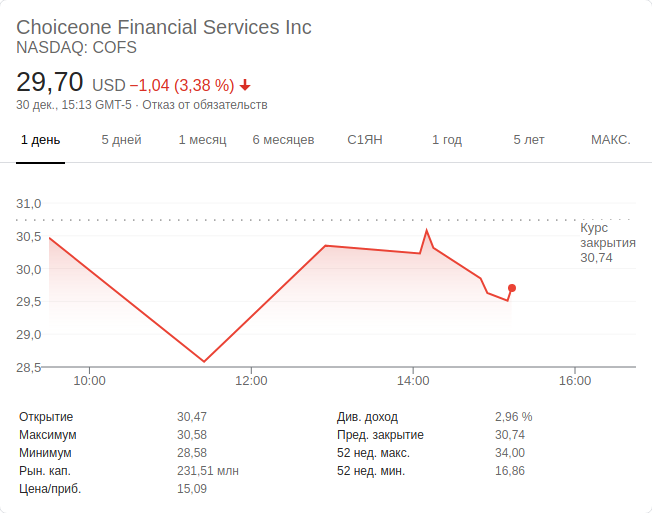 Choiceone Financial Services Inc
NASDAQ: COFS
29,70 USD −1,04 (3,38 %)
30 дек., 15:13 GMT-5 · Отказ от обязательств
1 день 5 дней 1 месяц 6 месяцев С1ЯН 1 год 5 лет МАКС.
31,0
30,5
30,0
29,5
29,0
28,5
Курс
закрытия
30,74
10:00 12:00 14:00 16:00
Открытие 30,47
Максимум 30,58
Минимум 28,58
Рын. кап. 231,51 млн
Цена/приб. 15,09
Див. доход 2,96 %
Пред. закрытие 30,74
52 нед. макс. 34,00
52 нед. мин. 16,86